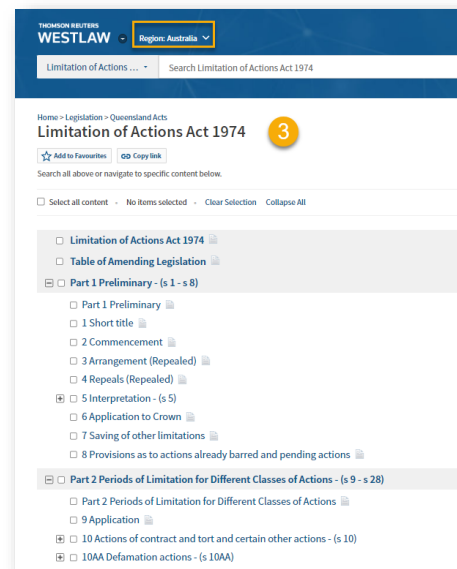 THOMSON REUTERS
WESTLAW Region: Australia
Limitation of Actions ... Search Limitation of Actions Act 1974
Home > Legislation > Queensland Acts
Limitation of Actions Act 1974 3
Add to Favourites Copy link
Search all above or navigate to specific content below.
Select all content - No items selected - Clear Selection Collapse All
Limitation of Actions Act 1974
Table of Amending Legislation
Part 1 Preliminary - (s 1 - s 8)
Part 1 Preliminary
1 Short title
2 Commencement
3 Arrangement (Repealed)
4 Repeals (Repealed)
5 Interpretation - (s 5)
6 Application to Crown
7 Saving of other limitations
8 Provisions as to actions already barred and pending actions
Part 2 Periods of Limitation for Different Classes of Actions - (s 9 - s 28)
Part 2 Periods of Limitation for Different Classes of Actions
9 Application
10 Actions of contract and tort and certain other actions - (s 10)
10AA Defamation actions - (s 10AA)